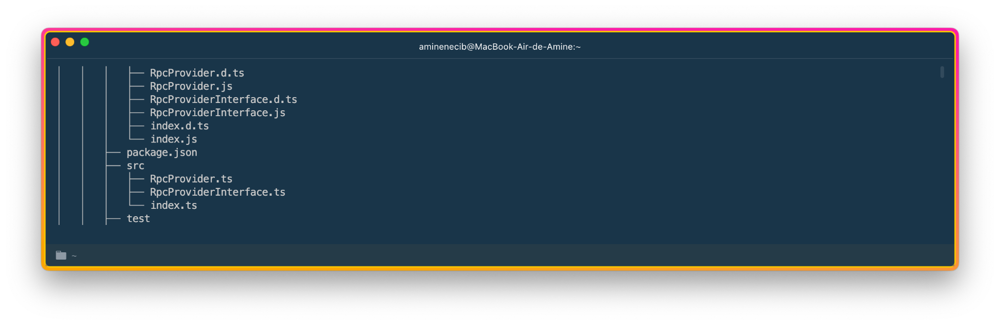 aminenecib@MacBook-Air-de-Amine:~
RpcProvider.d.ts
RpcProvider.js
RpcProviderInterface.d.ts
RpcProviderInterface.js
index.d.ts
index.js
package.json
src
RpcProvider.ts
RpcProviderInterface.ts
index.ts
test
~